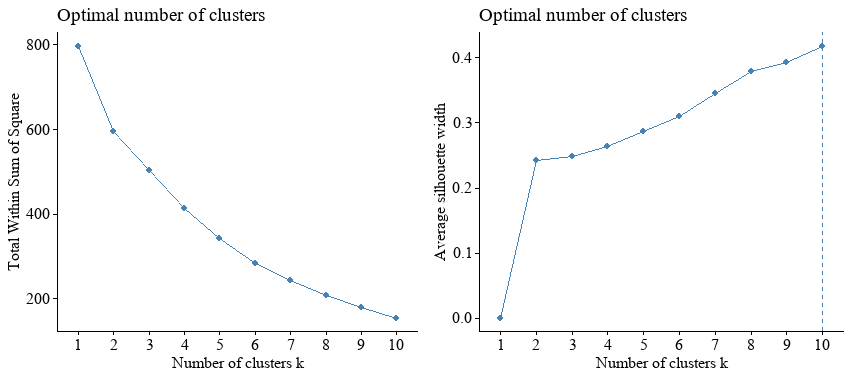 Optimal number of clusters
800
600
400
200
Total Within Sum of Square
1 2 3 4 5 6 7 8 9 10
Number of clusters k
Optimal number of clusters
0.4
0.3
0.2
0.1
0.0
Average silhouette width
1 2 3 4 5 6 7 8 9 10
Number of clusters k